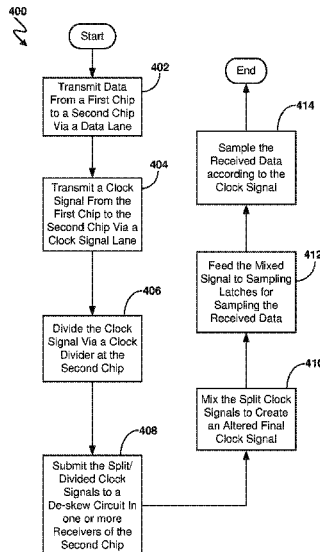 400
Start
402
Transmit Data
From a First Chip
to a Second Chip
Via a Data Lane
404
Transmit a Clock
Signal From the
First Chip to the
Second Chip Via a
Clock Signal Lane
406
Divide the Clock
Signal Via a Clock
Divider at the
Second Chip
408
Submit the Split/
Divided Clock
Signals to a
De-skew Circuit In
one or more
Receivers of the
Second Chip
410
Mix the Split Clock
Signals to Create
an Altered Final
Clock Signal
412
Feed the Mixed
Signal to Sampling
Latches for
Sampling the
Received Data
414
Sample the
Received Data
according to the
Clock Signal
End